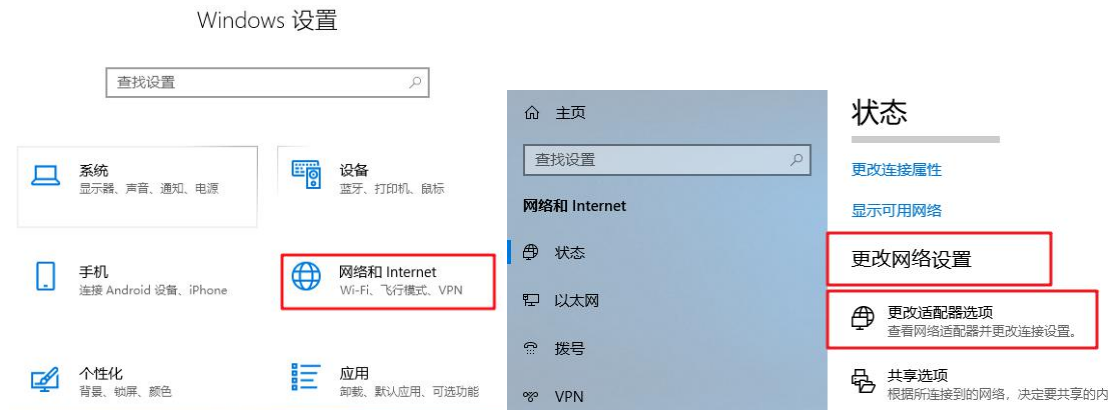 Windows 设置
查找设置
系统
显示器、声音、通知、电源
设备
蓝牙、打印机、鼠标
手机
连接 Android 设备、iPhone
网络和 Internet
Wi-Fi、飞行模式、VPN
个性化
背景、锁屏、颜色
应用
卸载、默认应用、可选功能
主页
查找设置
网络和 Internet
状态
以太网
拨号
VPN
状态
更改连接属性
显示可用网络
更改网络设置
更改适配器选项
查看网络适配器并更改连接设置。
共享选项
根据所连接到的网络，决定要共享的内